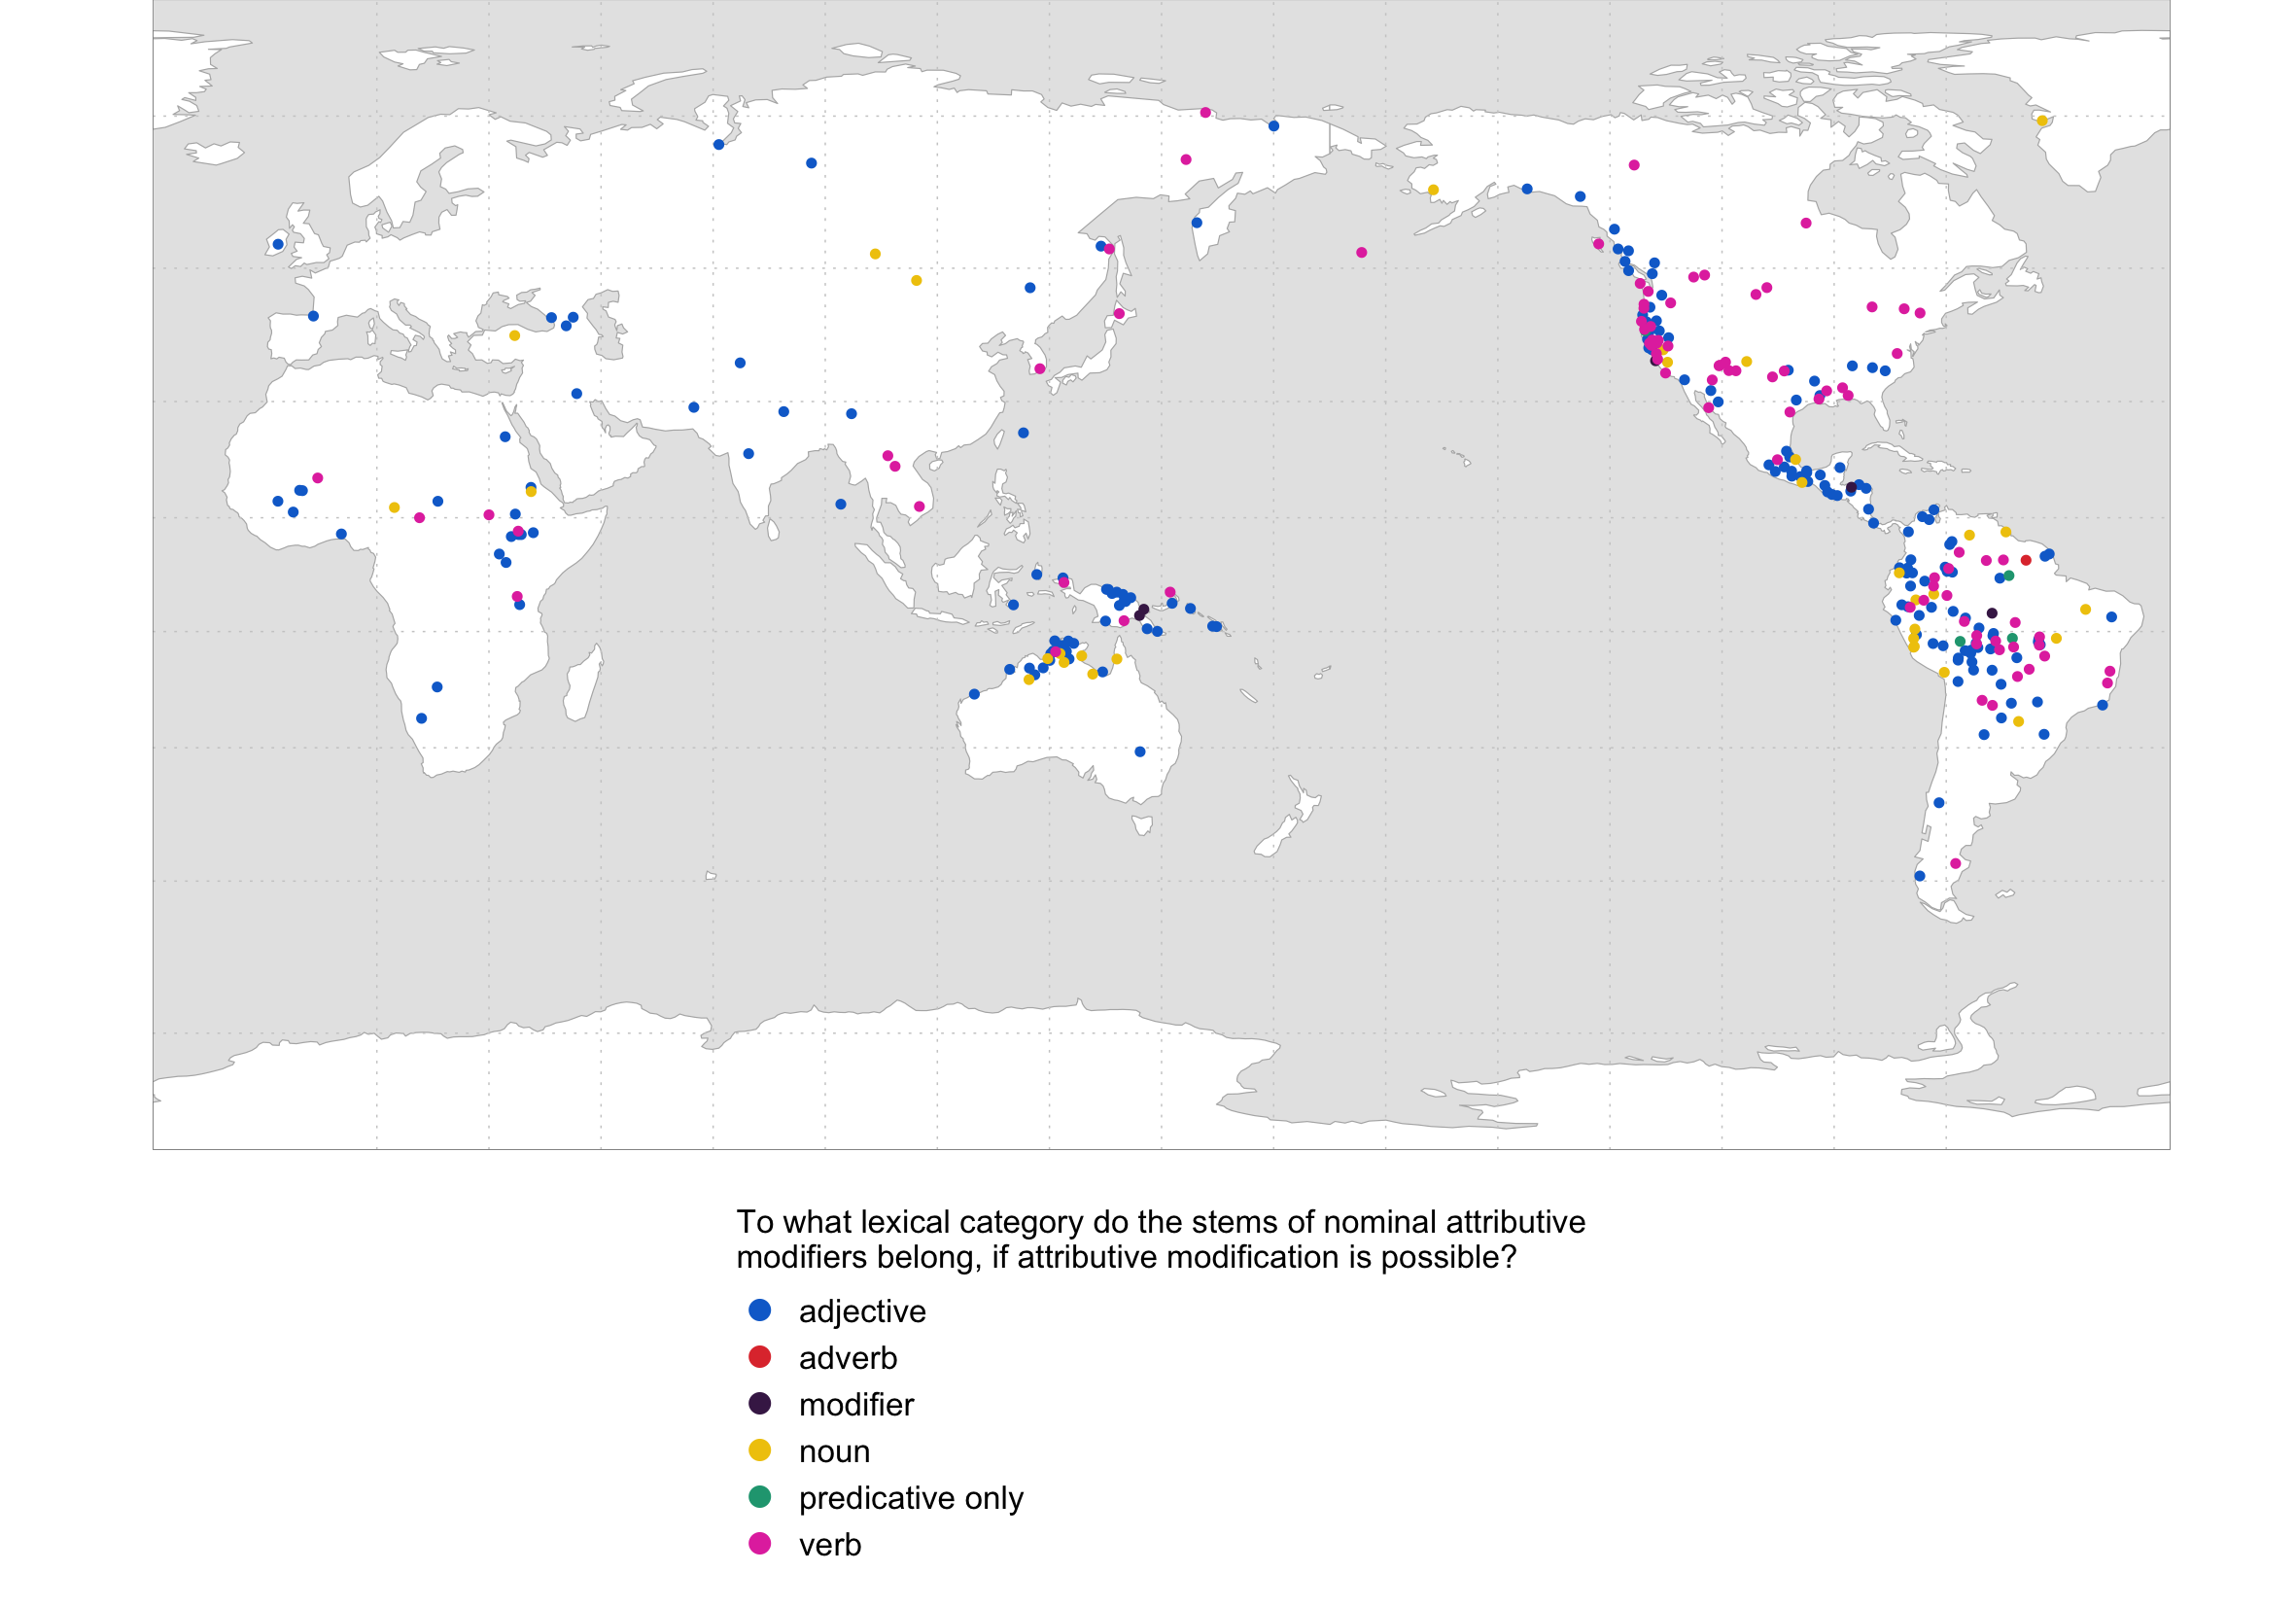 To what lexical category do the stems of nominal attributive
modifiers belong, if attributive modification is possible?
adjective
adverb
modifier
noun
predicative only
verb